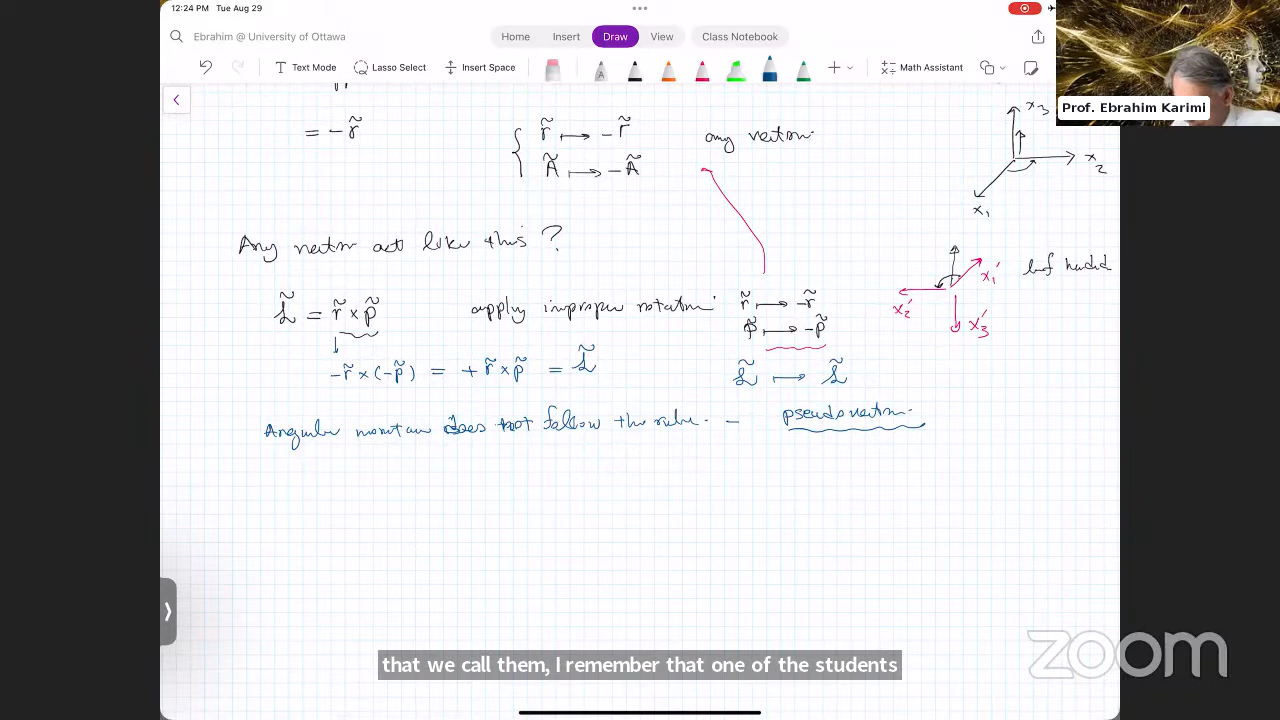 12:24 PM Tue Aug 29
Ebrahim @ University of Ottawa
Home Insert Draw View Class Notebook
Text Mode Lasso Select Insert Space Math Assistant
Prof. Ebrahim Karimi
= -r̃
r̃ ↦ -r̃ any vector
Ã ↦ -Ã
x₃
x₂
x₁
Any vector acts like this?
left handed
x₁'
x₂'
x₃'
L̃ = r̃ × p̃ apply improper rotation r̃ ↦ -r̃
p̃ ↦ -p̃
-r̃ × (-p̃) = + r̃ × p̃ = L̃ L̃ ↦ L̃
Angular does not follow the rule. - pseudovector.
that we call them, I remember that one of the students
zoom